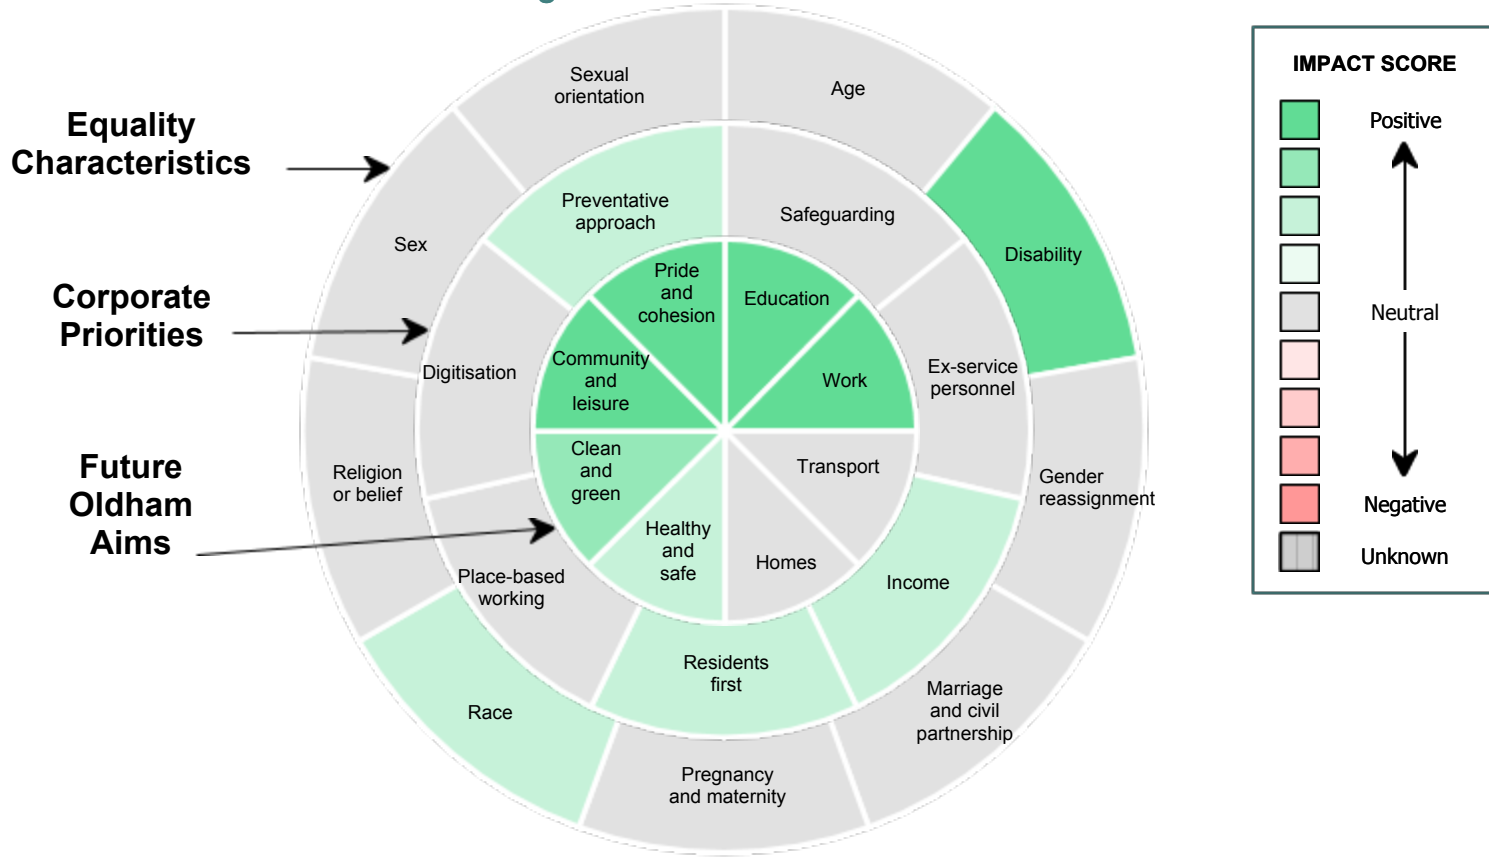 Equality
Characteristics
Corporate
Priorities
Future
Oldham
Aims
Sexual
orientation
Age
Sex
Disability
Religion
or belief
Gender
reassignment
Race
Marriage
and civil
partnership
Pregnancy
and maternity
Preventative
approach
Safeguarding
Digitisation
Ex-service
personnel
Place-based
working
Income
Residents
first
Pride
and
cohesion
Education
Community
and
leisure
Work
Clean
and
green
Transport
Healthy
and
safe
Homes
IMPACT SCORE
Positive
Neutral
Negative
Unknown